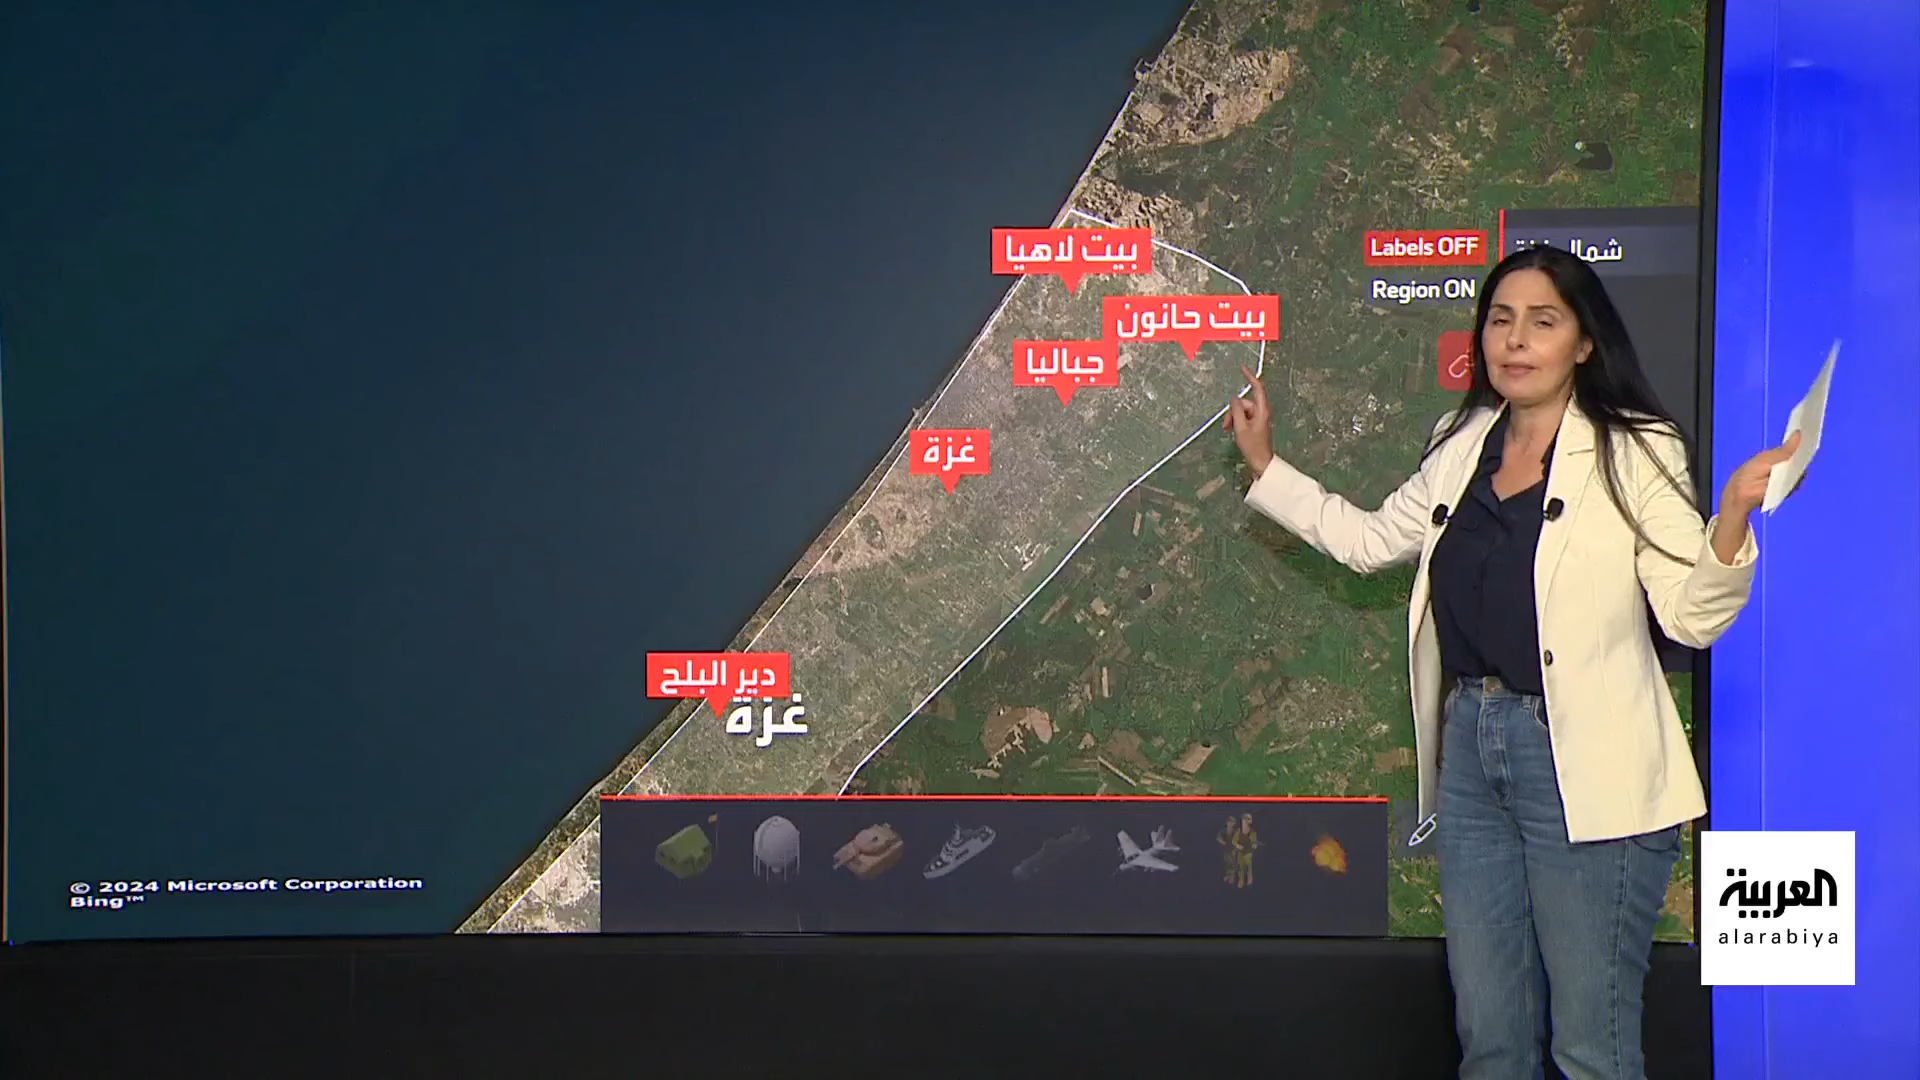 بيت لاهيا
Labels OFF
شمال
Region ON
بيت حانون
جباليا
غزة
دير البلح
غزة
© 2024 Microsoft Corporation
Bing™
العربية
alarabiya